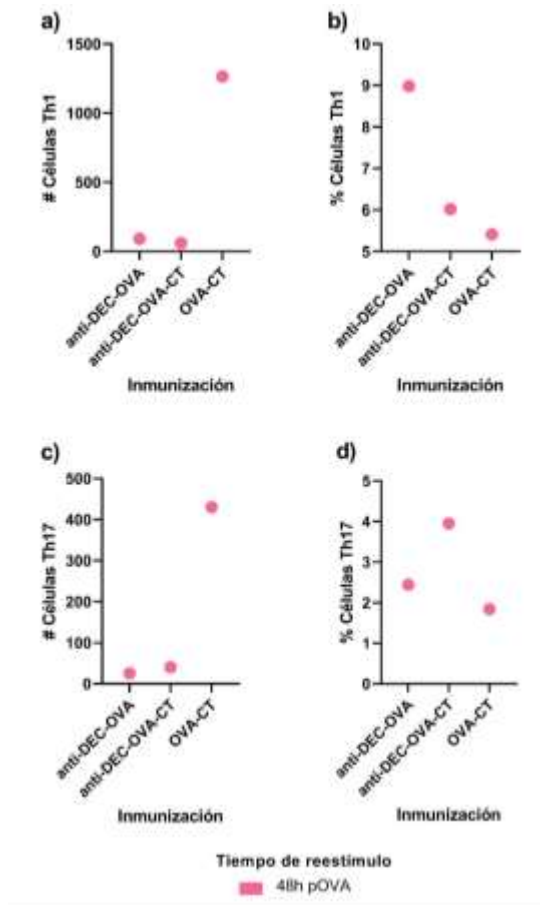 a)
1500
1000
500
0
# Células Th1
anti-DEC-OVA
anti-DEC-OVA-CT
OVA-CT
Inmunización
b)
10
9
8
7
6
5
% Células Th1
anti-DEC-OVA
anti-DEC-OVA-CT
OVA-CT
Inmunización
c)
500
400
300
200
100
0
# Células Th17
anti-DEC-OVA
anti-DEC-OVA-CT
OVA-CT
Inmunización
d)
5
4
3
2
1
0
% Células Th17
anti-DEC-OVA
anti-DEC-OVA-CT
OVA-CT
Inmunización
Tiempo de reestimulo
48h pOVA